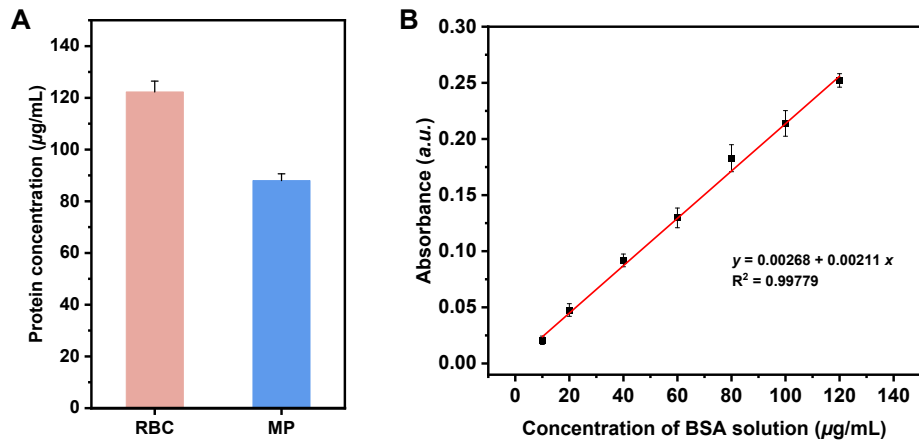 A
Protein concentration (µg/mL)
140
120
100
80
60
40
20
0
RBC MP
B
Absorbance (a.u.)
0.30
0.25
0.20
0.15
0.10
0.05
0.00
y = 0.00268 + 0.00211 x
R² = 0.99779
0 20 40 60 80 100 120 140
Concentration of BSA solution (µg/mL)